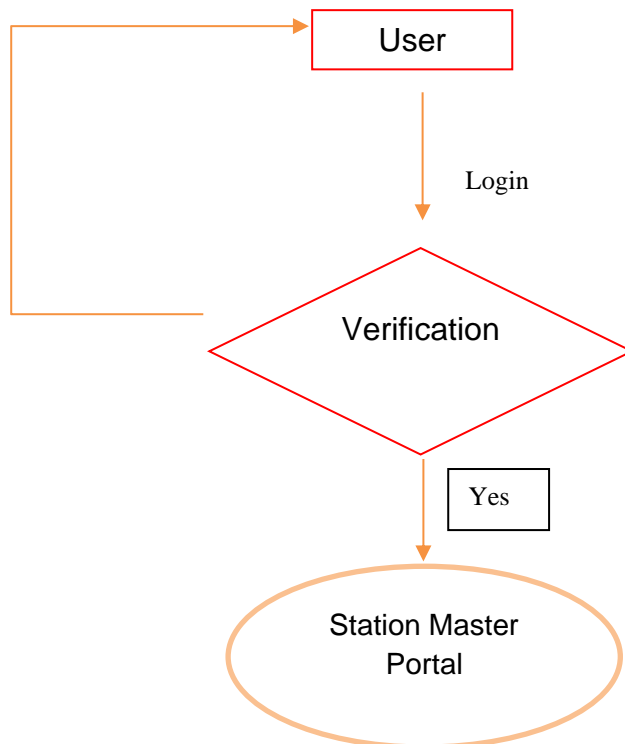 User
Login
Verification
Yes
Station Master
Portal